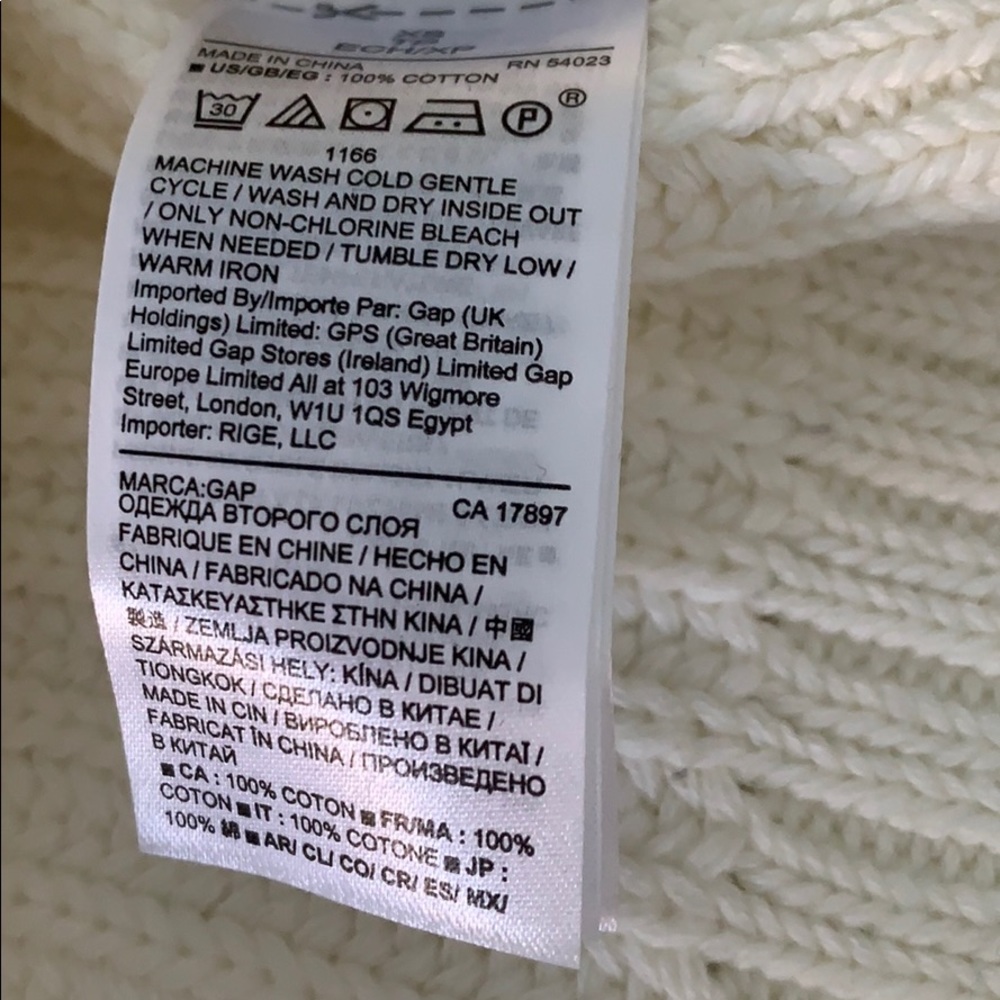 XS
ECH/XP
MADE IN CHINA RN 54023
■ US/GB/EG : 100% COTTON
30 P ®
1166
MACHINE WASH COLD GENTLE
CYCLE / WASH AND DRY INSIDE OUT
/ ONLY NON-CHLORINE BLEACH
WHEN NEEDED / TUMBLE DRY LOW /
WARM IRON
Imported By/Importe Par: Gap (UK
Holdings) Limited: GPS (Great Britain)
Limited Gap Stores (Ireland) Limited Gap
Europe Limited All at 103 Wigmore
Street, London, W1U 1QS Egypt
Importer: RIGE, LLC
MARCA:GAP CA 17897
ОДЕЖДА ВТОРОГО СЛОЯ
FABRIQUE EN CHINE / HECHO EN
CHINA / FABRICADO NA CHINA /
ΚΑΤΑΣΚΕΥΑΣΤΗΚΕ ΣΤΗΝ ΚΙΝΑ / 中國
製造 / ZEMLJA PROIZVODNJE KINA /
SZÁRMAZÁSI HELY: KÍNA / DIBUAT DI
TIONGKOK / СДЕЛАНО В КИТАЕ /
MADE IN CIN / ВИРОБЛЕНО В КИТАЇ /
FABRICAT ÎN CHINA / ПРОИЗВЕДЕНО
В КИТАЙ
■ CA : 100% COTON ■ FR/MA : 100%
COTON ■ IT : 100% COTONE ■ JP :
100% 綿 ■ AR/ CL/ CO/ CR/ ES/ MX/